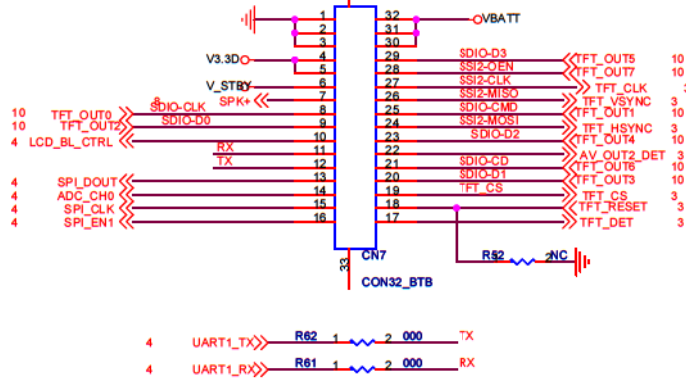 1 32 VBATT
2 31
3 30
V3.3D 4 29 SDIO-D3 TFT_OUT5 10
5 28 SSI2-OEN TFT_OUT7 10
V_STBY 6 27 SSI2-CLK TFT_CLK 3
8 SPK+ 7 26 SSI2-MISO TFT_VSYNC 3
10 TFT_OUT0 SDIO-CLK 8 25 SDIO-CMD TFT_OUT1 10
10 TFT_OUT2 SDIO-D0 9 24 SSI2-MOSI TFT_HSYNC 3
4 LCD_BL_CTRL 10 23 SDIO-D2 TFT_OUT4 10
RX 11 22 AV_OUT2_DET 3
TX 12 21 SDIO-CD TFT_OUT6 10
4 SPI_DOUT 13 20 SDIO-D1 TFT_OUT3 10
4 ADC_CH0 14 19 TFT_CS TFT_CS 3
4 SPI_CLK 15 18 TFT_RESET 3
4 SPI_EN1 16 17 TFT_DET 3
33 CN7 R52 2 NC
CON32_BTB
4 UART1_TX R62 1 2 000 TX
4 UART1_RX R61 1 2 000 RX